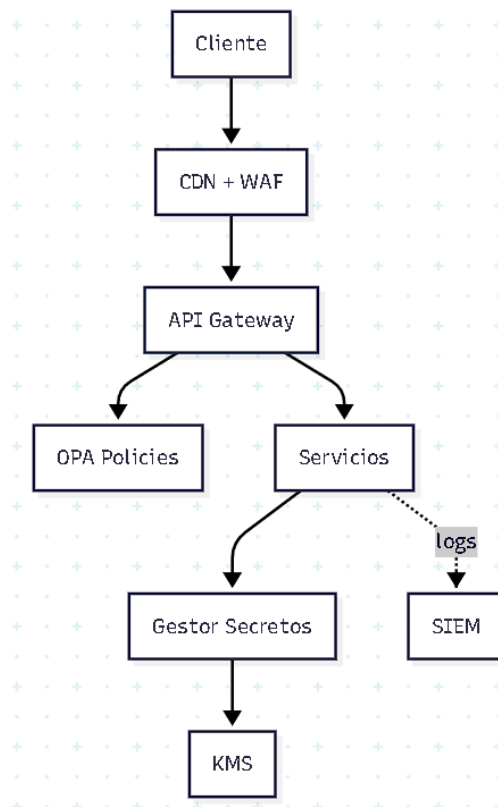 Cliente
CDN + WAF
API Gateway
OPA Policies
Servicios
logs
Gestor Secretos
SIEM
KMS